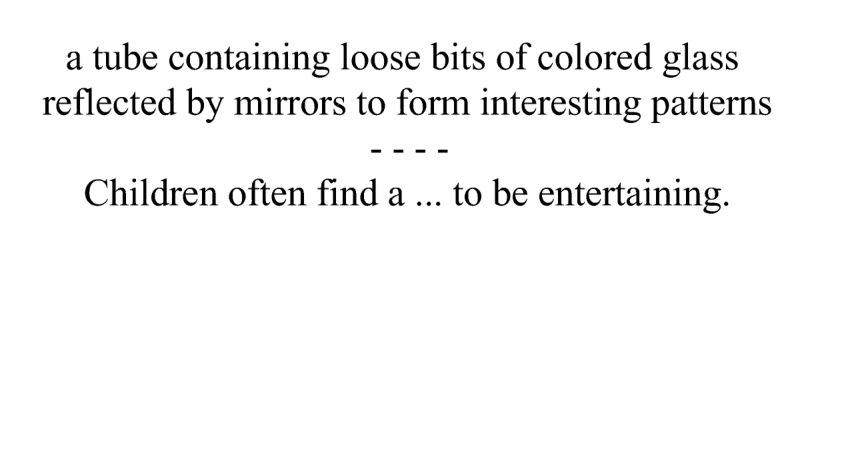 a tube containing loose bits of colored glass
reflected by mirrors to form interesting patterns
- - - -
Children often find a ... to be entertaining.